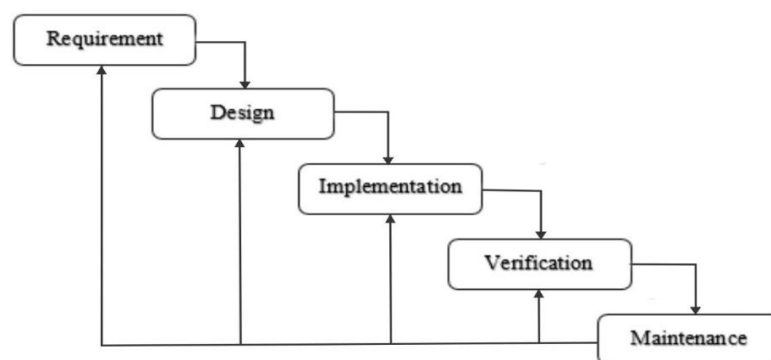 Requirement
Design
Implementation
Verification
Maintenance